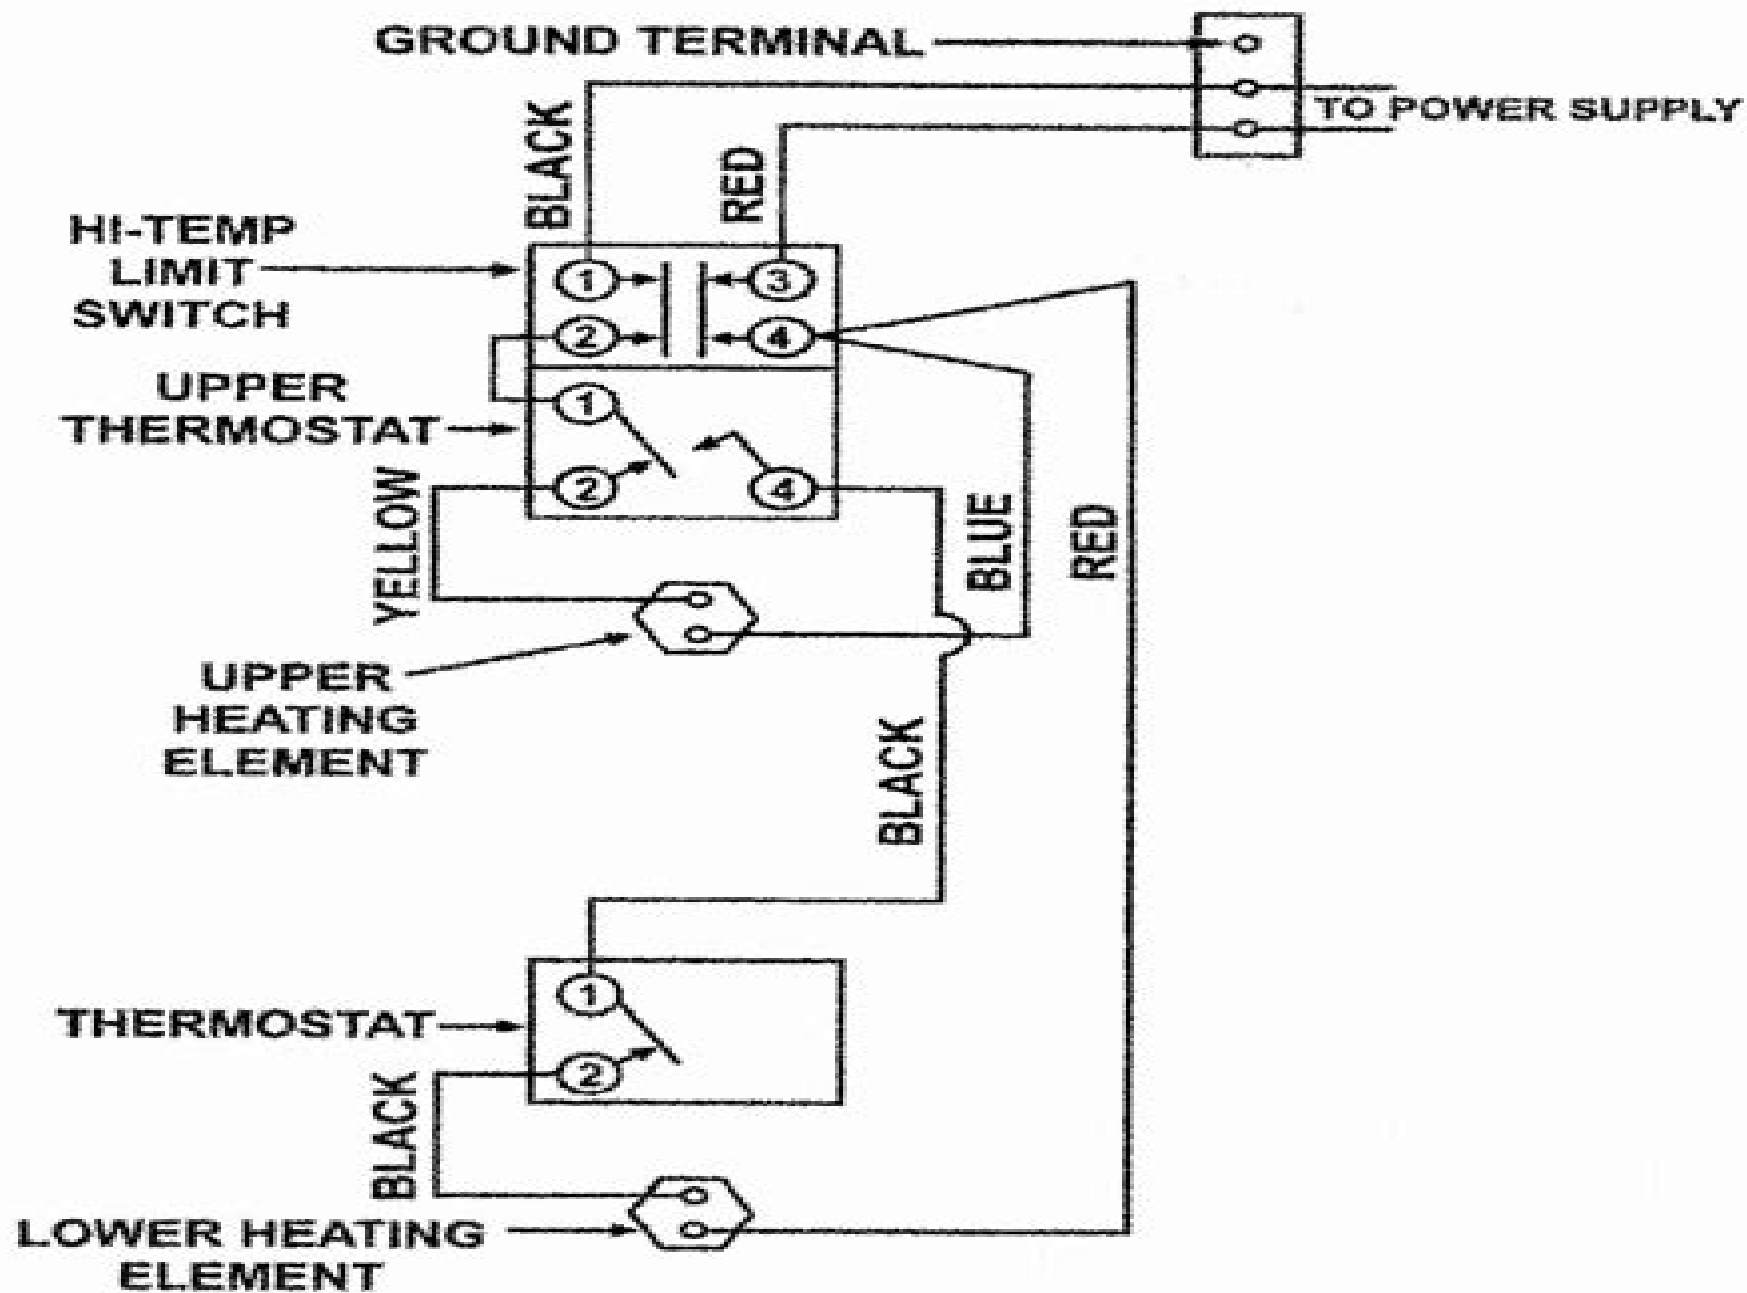 GROUND TERMINAL
TO POWER SUPPLY
BLACK
RED
HI-TEMP
LIMIT
SWITCH
1
3
2
4
UPPER
THERMOSTAT
1
2
4
YELLOW
BLUE
RED
UPPER
HEATING
ELEMENT
BLACK
THERMOSTAT
1
2
BLACK
LOWER HEATING
ELEMENT